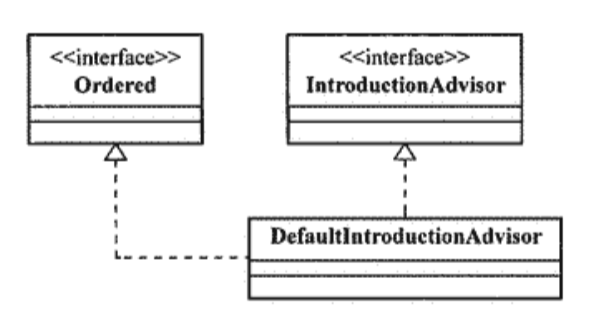 <<interface>>
Ordered
<<interface>>
IntroductionAdvisor
DefaultIntroductionAdvisor